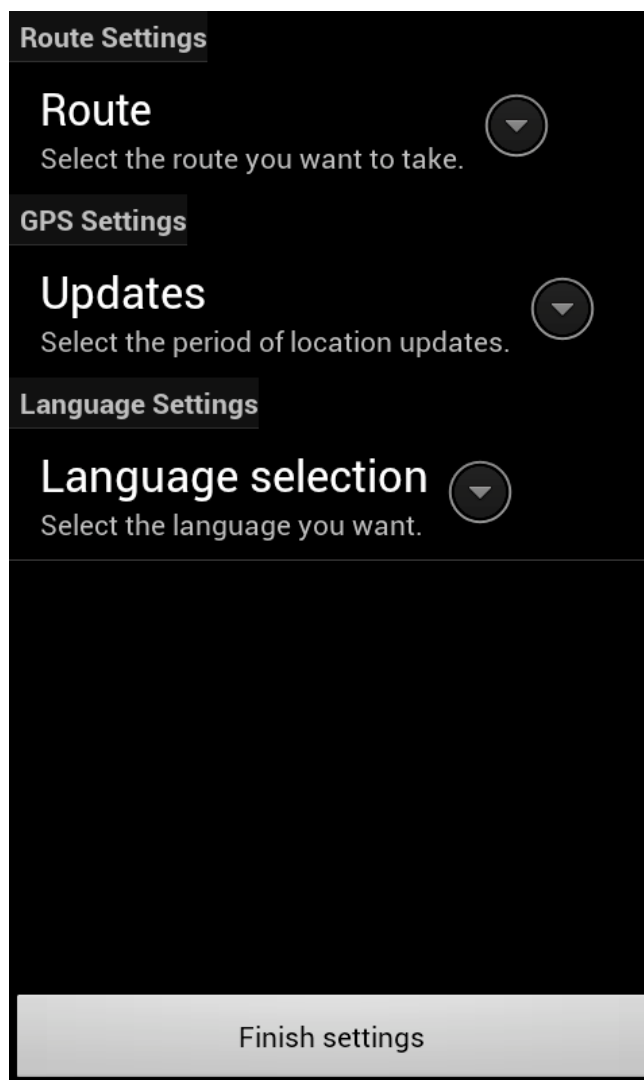 Route Settings
Route
Select the route you want to take.
GPS Settings
Updates
Select the period of location updates.
Language Settings
Language selection
Select the language you want.
Finish settings